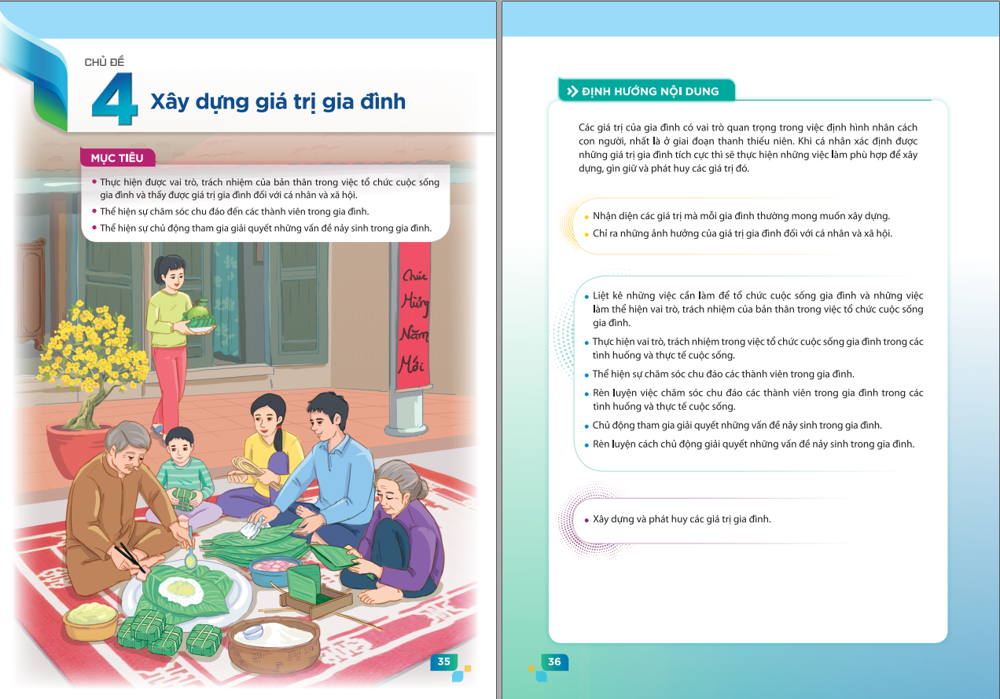 CHỦ ĐỀ
4 Xây dựng giá trị gia đình
MỤC TIÊU
• Thực hiện được vai trò, trách nhiệm của bản thân trong việc tổ chức cuộc sống
gia đình và thấy được giá trị gia đình đối với cá nhân và xã hội.
• Thể hiện sự chăm sóc chu đáo đến các thành viên trong gia đình.
• Thể hiện sự chủ động tham gia giải quyết những vấn đề nảy sinh trong gia đình.
Chúc
Mừng
Năm
Mới
35
ĐỊNH HƯỚNG NỘI DUNG
Các giá trị của gia đình có vai trò quan trọng trong việc định hình nhân cách
con người, nhất là ở giai đoạn thanh thiếu niên. Khi cá nhân xác định được
những giá trị gia đình tích cực thì sẽ thực hiện những việc làm phù hợp để xây
dựng, gìn giữ và phát huy các giá trị đó.
• Nhận diện các giá trị mà mỗi gia đình thường mong muốn xây dựng.
• Chỉ ra những ảnh hưởng của giá trị gia đình đối với cá nhân và xã hội.
• Liệt kê những việc cần làm để tổ chức cuộc sống gia đình và những việc
làm thể hiện vai trò, trách nhiệm của bản thân trong việc tổ chức cuộc sống
gia đình.
• Thực hiện vai trò, trách nhiệm trong việc tổ chức cuộc sống gia đình trong các
tình huống và thực tế cuộc sống.
• Thể hiện sự chăm sóc chu đáo các thành viên trong gia đình.
• Rèn luyện việc chăm sóc chu đáo các thành viên trong gia đình trong các
tình huống và thực tế cuộc sống.
• Chủ động tham gia giải quyết những vấn đề nảy sinh trong gia đình.
• Rèn luyện cách chủ động giải quyết những vấn đề nảy sinh trong gia đình.
• Xây dựng và phát huy các giá trị gia đình.
36